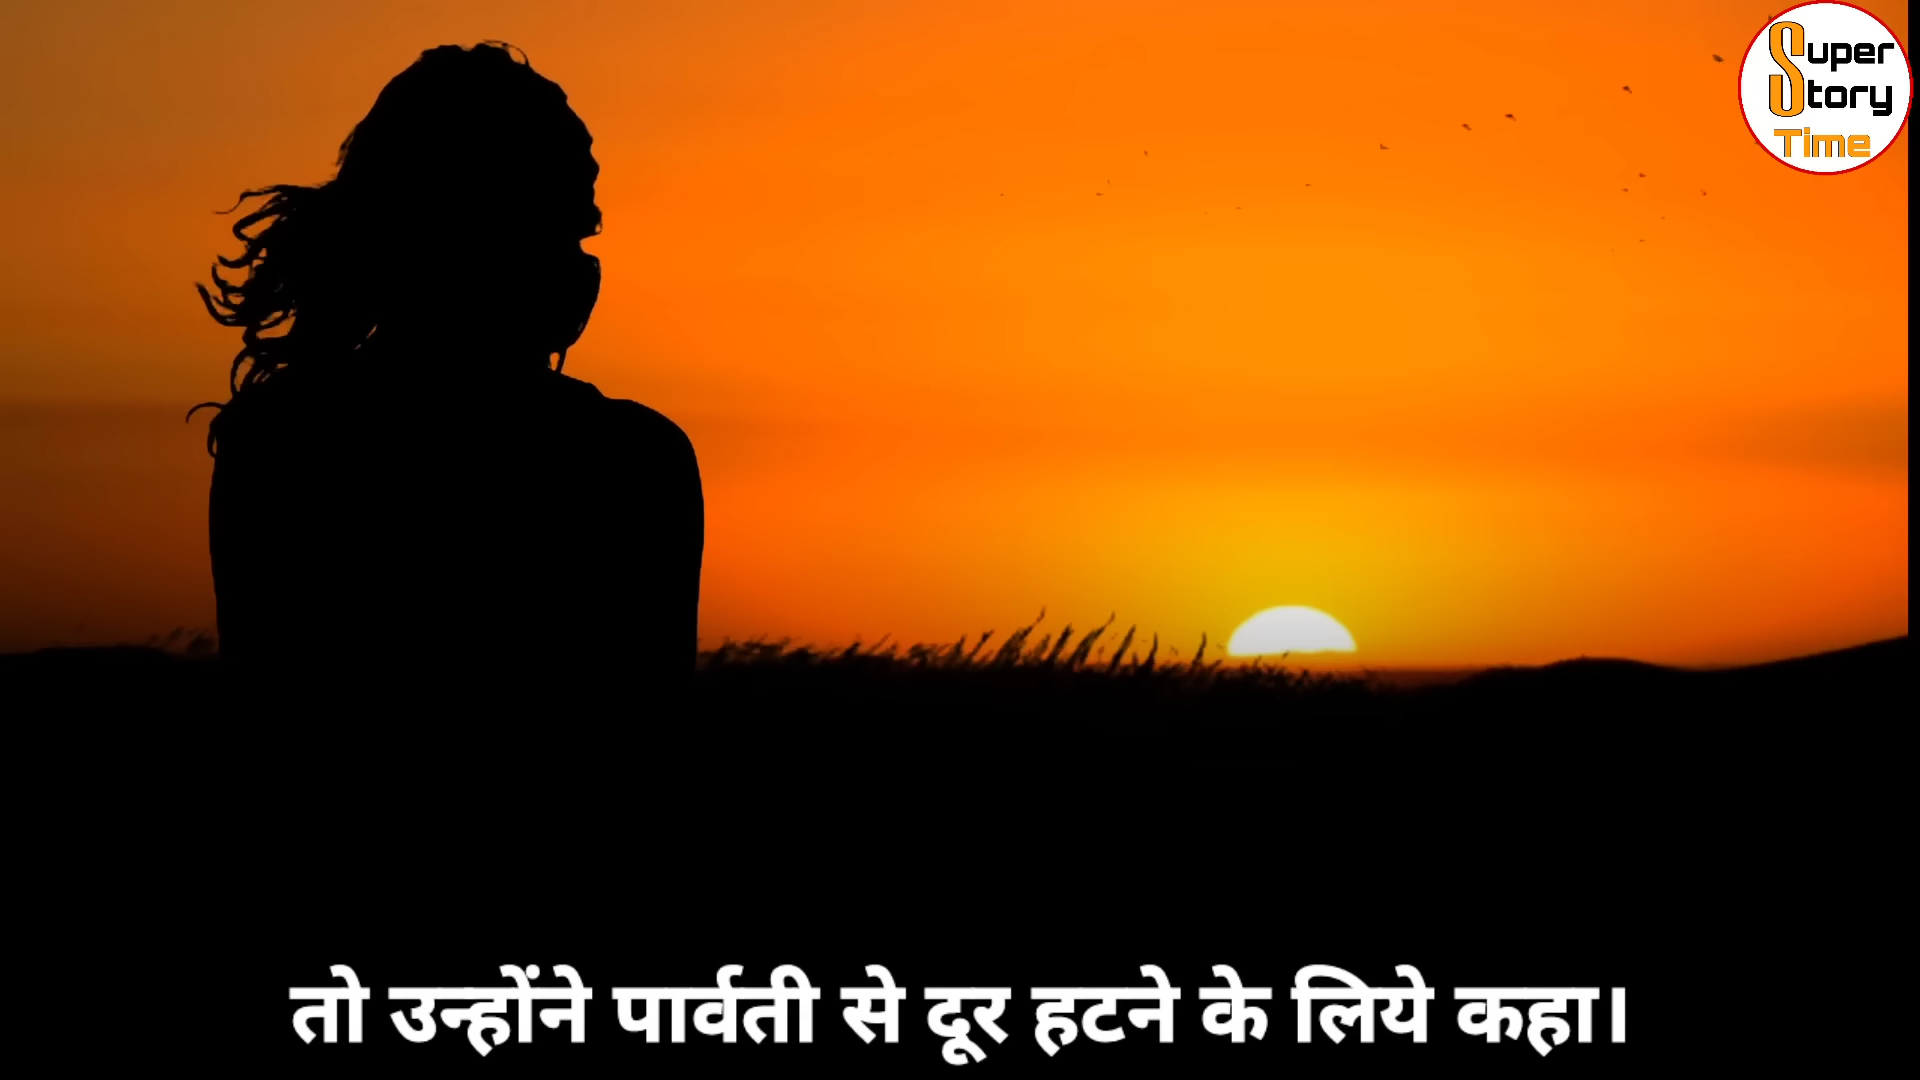 Super
Story
Time
तो उन्होंने पार्वती से दूर हटने के लिये कहा।